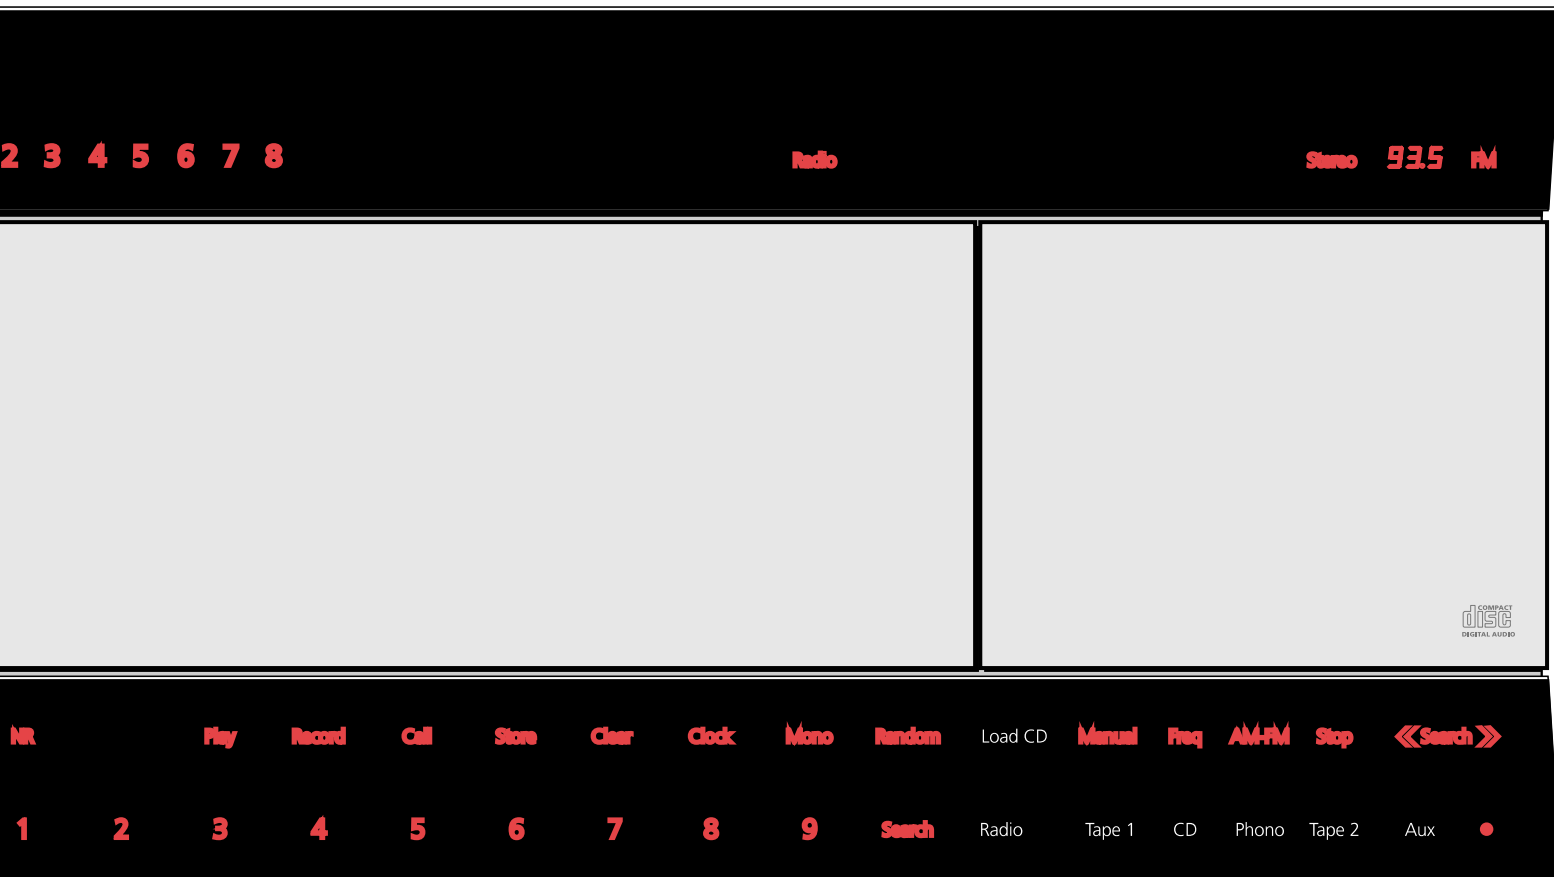 2 3 4 5 6 7 8 Radio Stereo 93.5 FM
COMPACT
disc
DIGITAL AUDIO
NR Play Record Call Store Clear Clock Mono Random Load CD Manual Freq AM-FM Stop Search
1 2 3 4 5 6 7 8 9 Search Radio Tape 1 CD Phono Tape 2 Aux